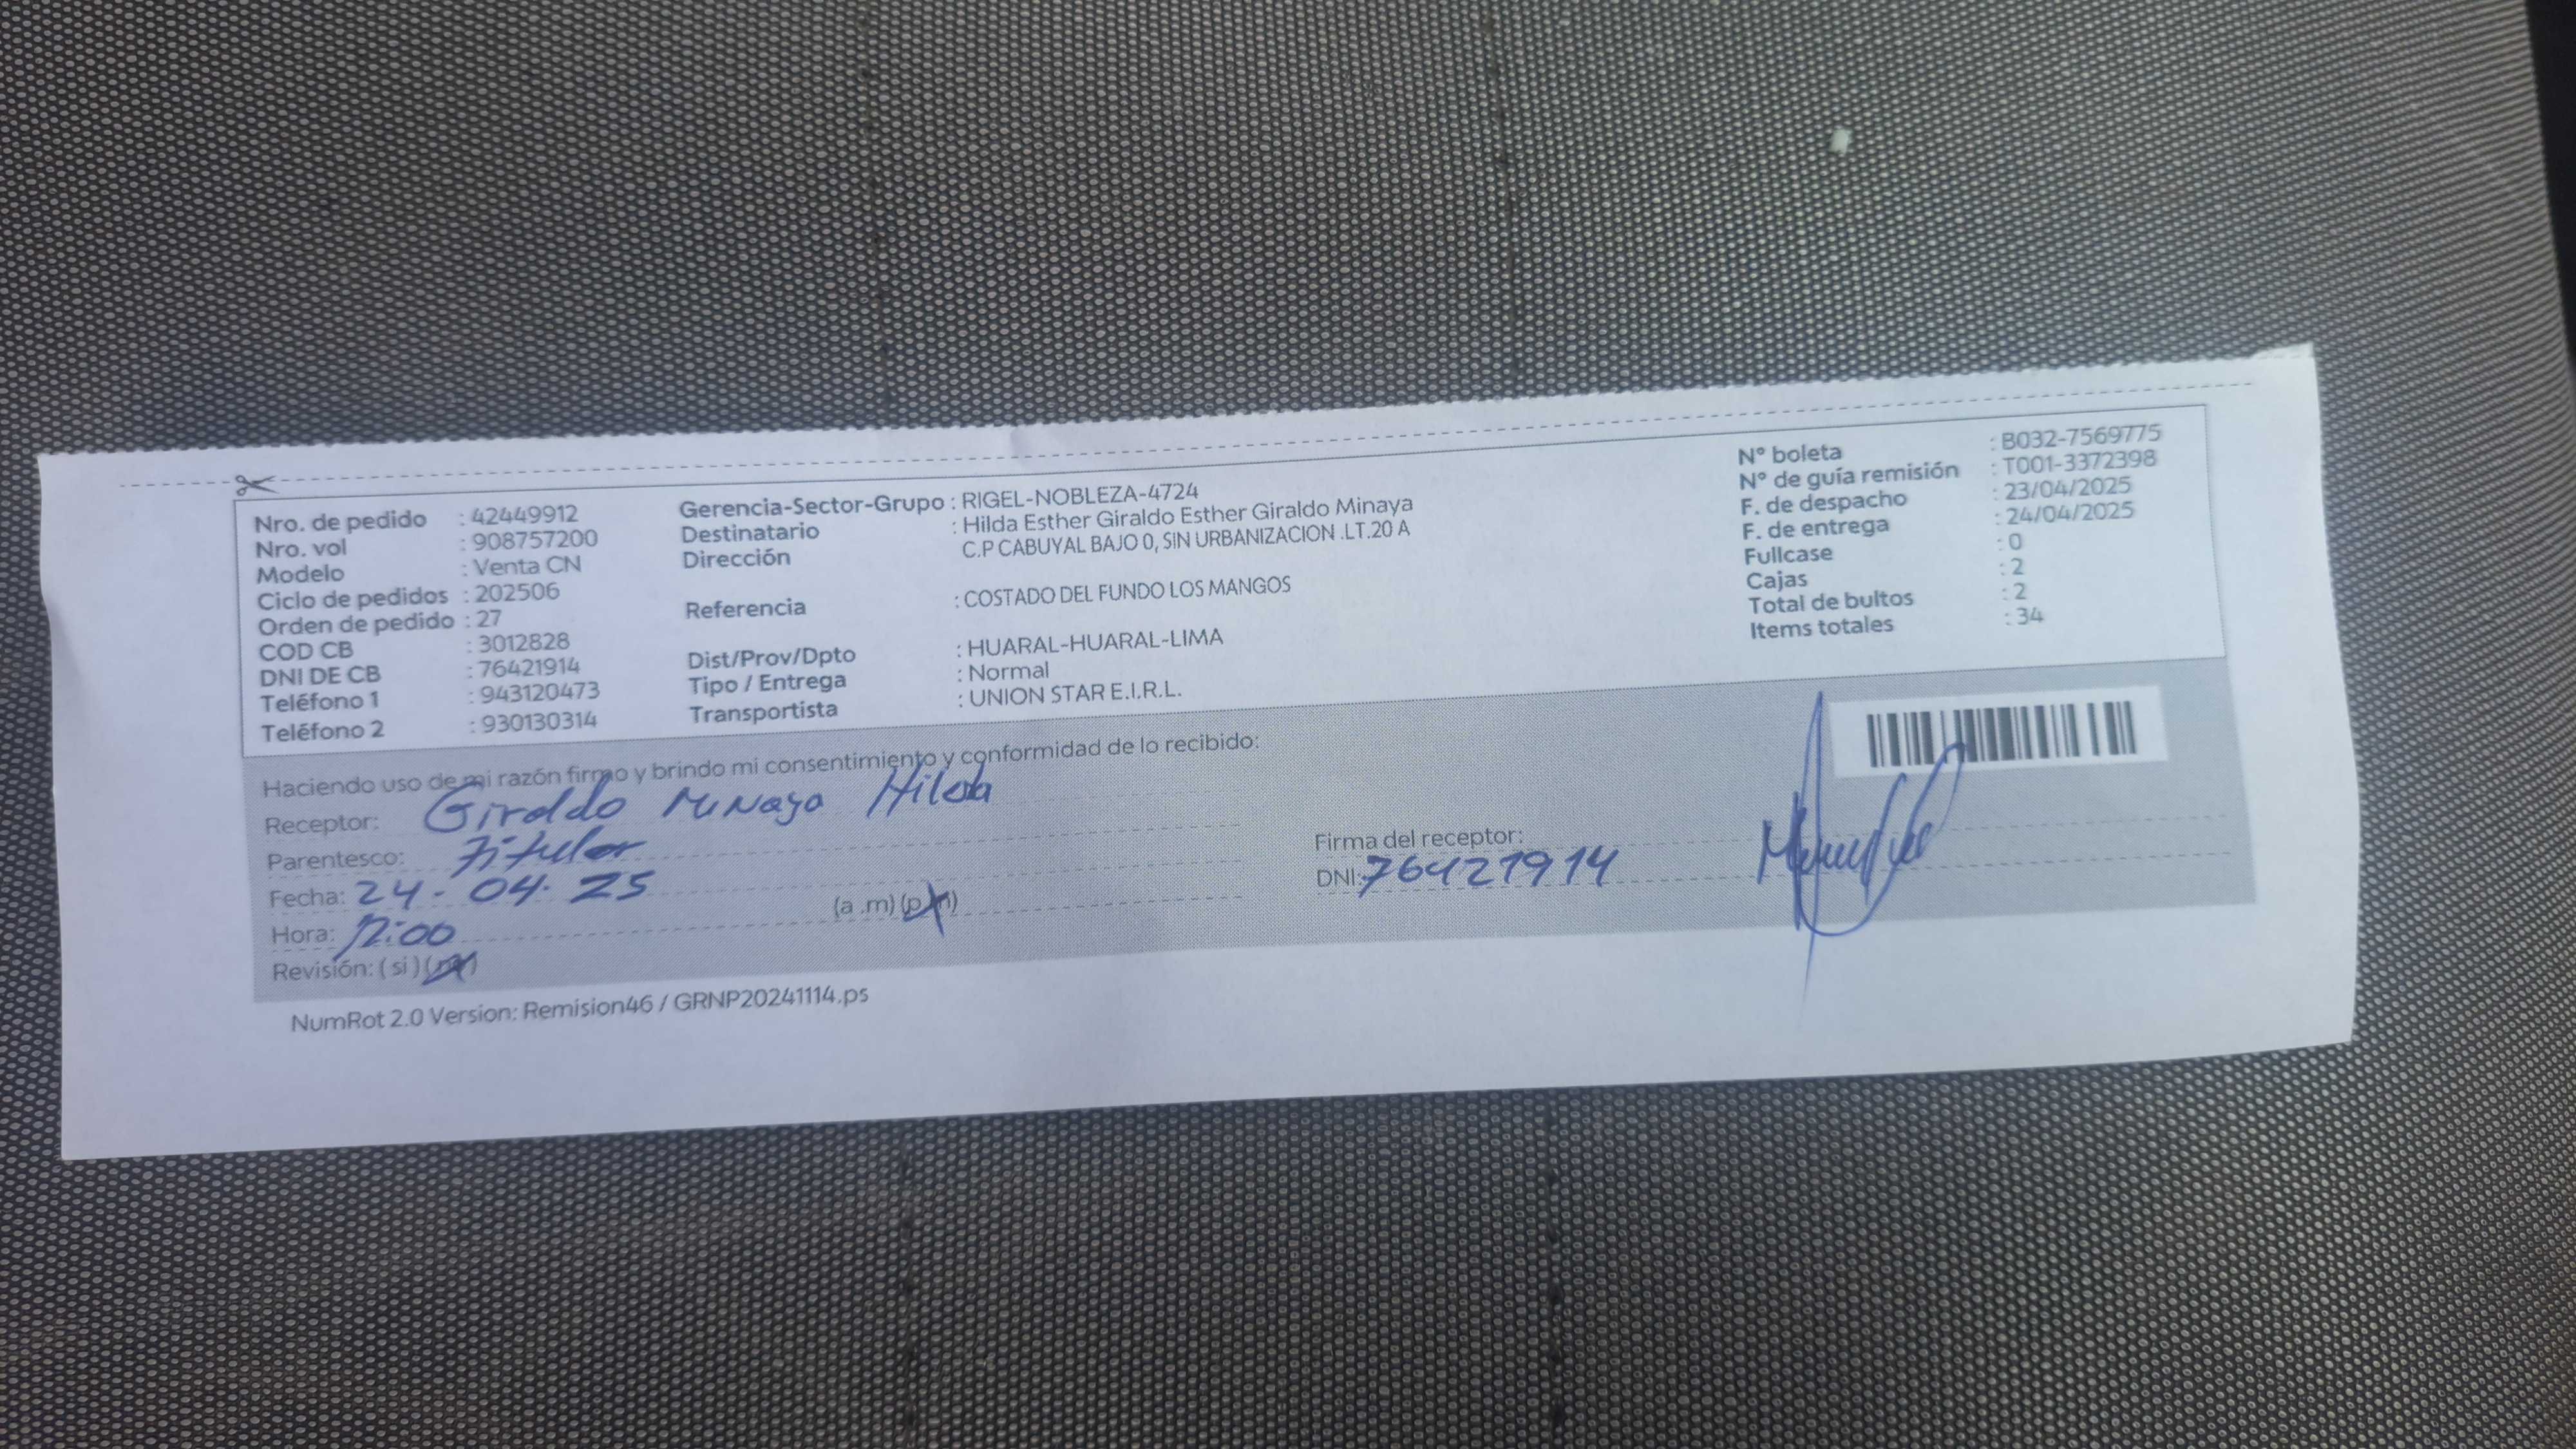 Nro. de pedido : 42449912
Nro. vol : 908757200
Modelo : Venta CN
Ciclo de pedidos : 202506
Orden de pedido : 27
COD CB : 3012828
DNI DE CB : 76421914
Teléfono 1 : 943120473
Teléfono 2 : 930130314
Gerencia-Sector-Grupo : RIGEL-NOBLEZA-4724
Destinatario : Hilda Esther Giraldo Esther Giraldo Minaya
Dirección C.P CABUYAL BAJO 0, SIN URBANIZACION .LT.20 A
Referencia : COSTADO DEL FUNDO LOS MANGOS
Dist/Prov/Dpto : HUARAL-HUARAL-LIMA
Tipo / Entrega : Normal
Transportista : UNION STAR E.I.R.L.
N° boleta : B032-7569775
N° de guía remisión : T001-3372398
F. de despacho : 23/04/2025
F. de entrega : 24/04/2025
Fullcase : 0
Cajas : 2
Total de bultos : 2
Items totales : 34
Haciendo uso de mi razón firmo y brindo mi consentimiento y conformidad de lo recibido:
Receptor: Giraldo Minaya Hilda
Parentesco: Titular
Fecha: 24-04-25
Hora: 12:00 (a .m) (p.m)
Revisión: ( si ) (no)
Firma del receptor:
DNI: 76421914
NumRot 2.0 Version: Remision46 / GRNP20241114.ps